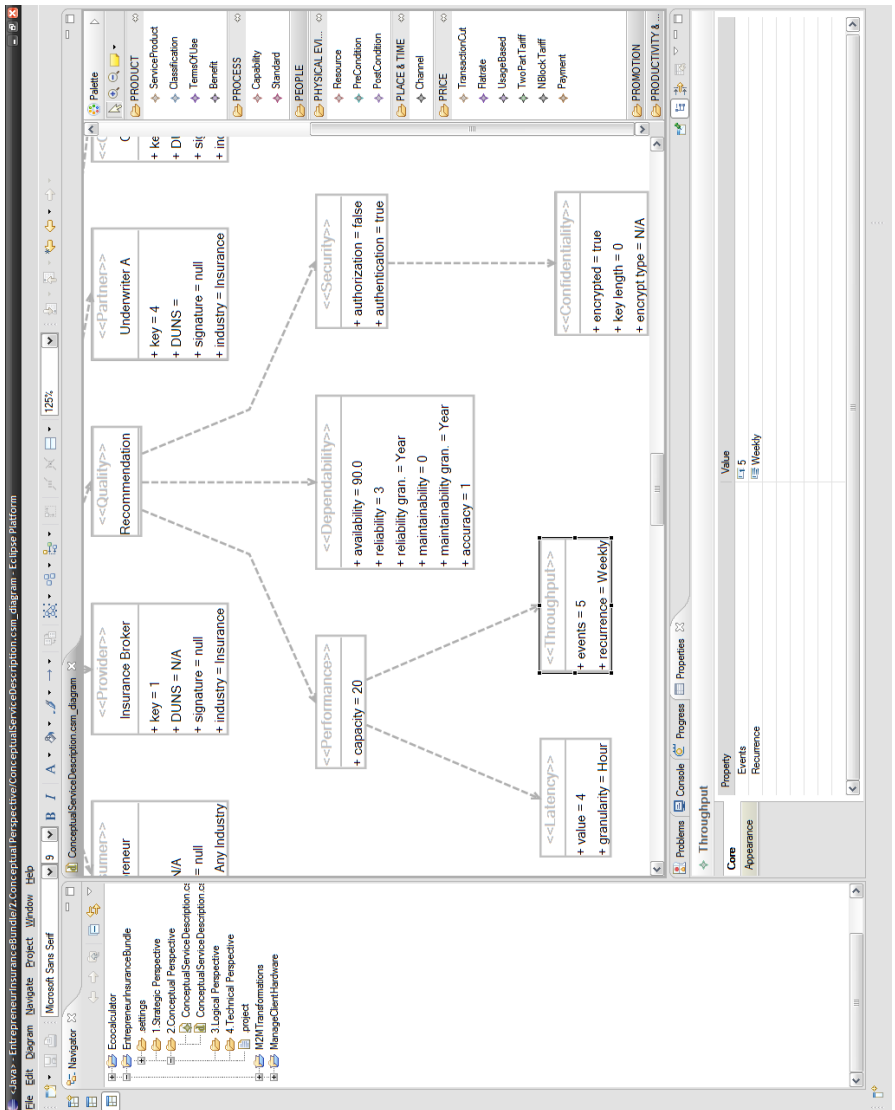 <Java> - EntrepreneurInsuranceBundle/2.Conceptual Perspective/ConceptualServiceDescription.csm_diagram - Eclipse Platform
File Edit Diagram Navigate Project Window Help
Microsoft Sans Serif 9 B I A 125%
Navigator
Ecocalculator
EntrepreneurInsuranceBundle
.settings
1.Strategic Perspective
2.Conceptual Perspective
ConceptualServiceDescription.cs
ConceptualServiceDescription.cs
3.Logical Perspective
4.Technical Perspective
.project
M2MTransformations
ManageClientHardware
ConceptualServiceDescription.csm_diagram
sumer>>
preneur
N/A
= null
Any Industry
<<Provider>>
Insurance Broker
+ key = 1
+ DUNS = N/A
+ signature = null
+ industry = Insurance
<<Quality>>
Recommendation
<<Partner>>
Underwriter A
+ key = 4
+ DUNS =
+ signature = null
+ industry = Insurance
+ ke
+ DU
+ sig
+ ind
<<Performance>>
+ capacity = 20
<<Dependability>>
+ availability = 90.0
+ reliability = 3
+ reliability gran. = Year
+ maintainability = 0
+ maintainability gran. = Year
+ accuracy = 1
<<Security>>
+ authorization = false
+ authentication = true
<<Latency>>
+ value = 4
+ granularity = Hour
<<Throughput>>
+ events = 5
+ recurrence = Weekly
<<Confidentiality>>
+ encrypted = true
+ key length = 0
+ encrypt type = N/A
Palette
PRODUCT
ServiceProduct
Classification
TermsOfUse
Benefit
PROCESS
Capability
Standard
PEOPLE
PHYSICAL EVI...
Resource
PreCondition
PostCondition
PLACE & TIME
Channel
PRICE
TransactionCut
Flatrate
UsageBased
TwoPartTariff
NBlockTariff
Payment
PROMOTION
PRODUCTIVITY & ...
Problems Console Progress Properties
Throughput
Core
Appearance
Property Value
Events 5
Recurrence Weekly